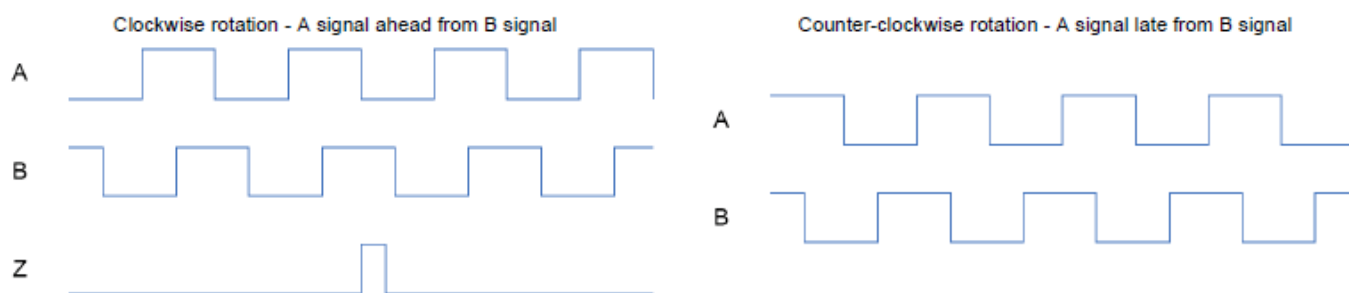 Clockwise rotation - A signal ahead from B signal
A
B
Z
Counter-clockwise rotation - A signal late from B signal
A
B